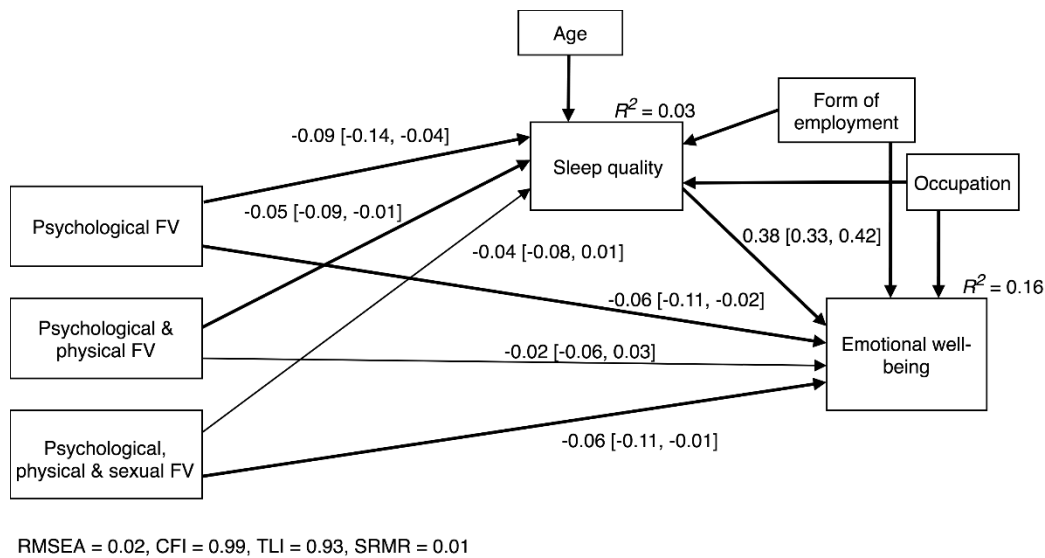 Age
R² = 0.03
Form of
employment
-0.09 [-0.14, -0.04]
Sleep quality
Occupation
Psychological FV
-0.05 [-0.09, -0.01]
-0.04 [-0.08, 0.01]
0.38 [0.33, 0.42]
R² = 0.16
-0.06 [-0.11, -0.02]
Psychological &
physical FV
-0.02 [-0.06, 0.03]
Emotional well-
being
Psychological,
physical & sexual FV
-0.06 [-0.11, -0.01]
RMSEA = 0.02, CFI = 0.99, TLI = 0.93, SRMR = 0.01